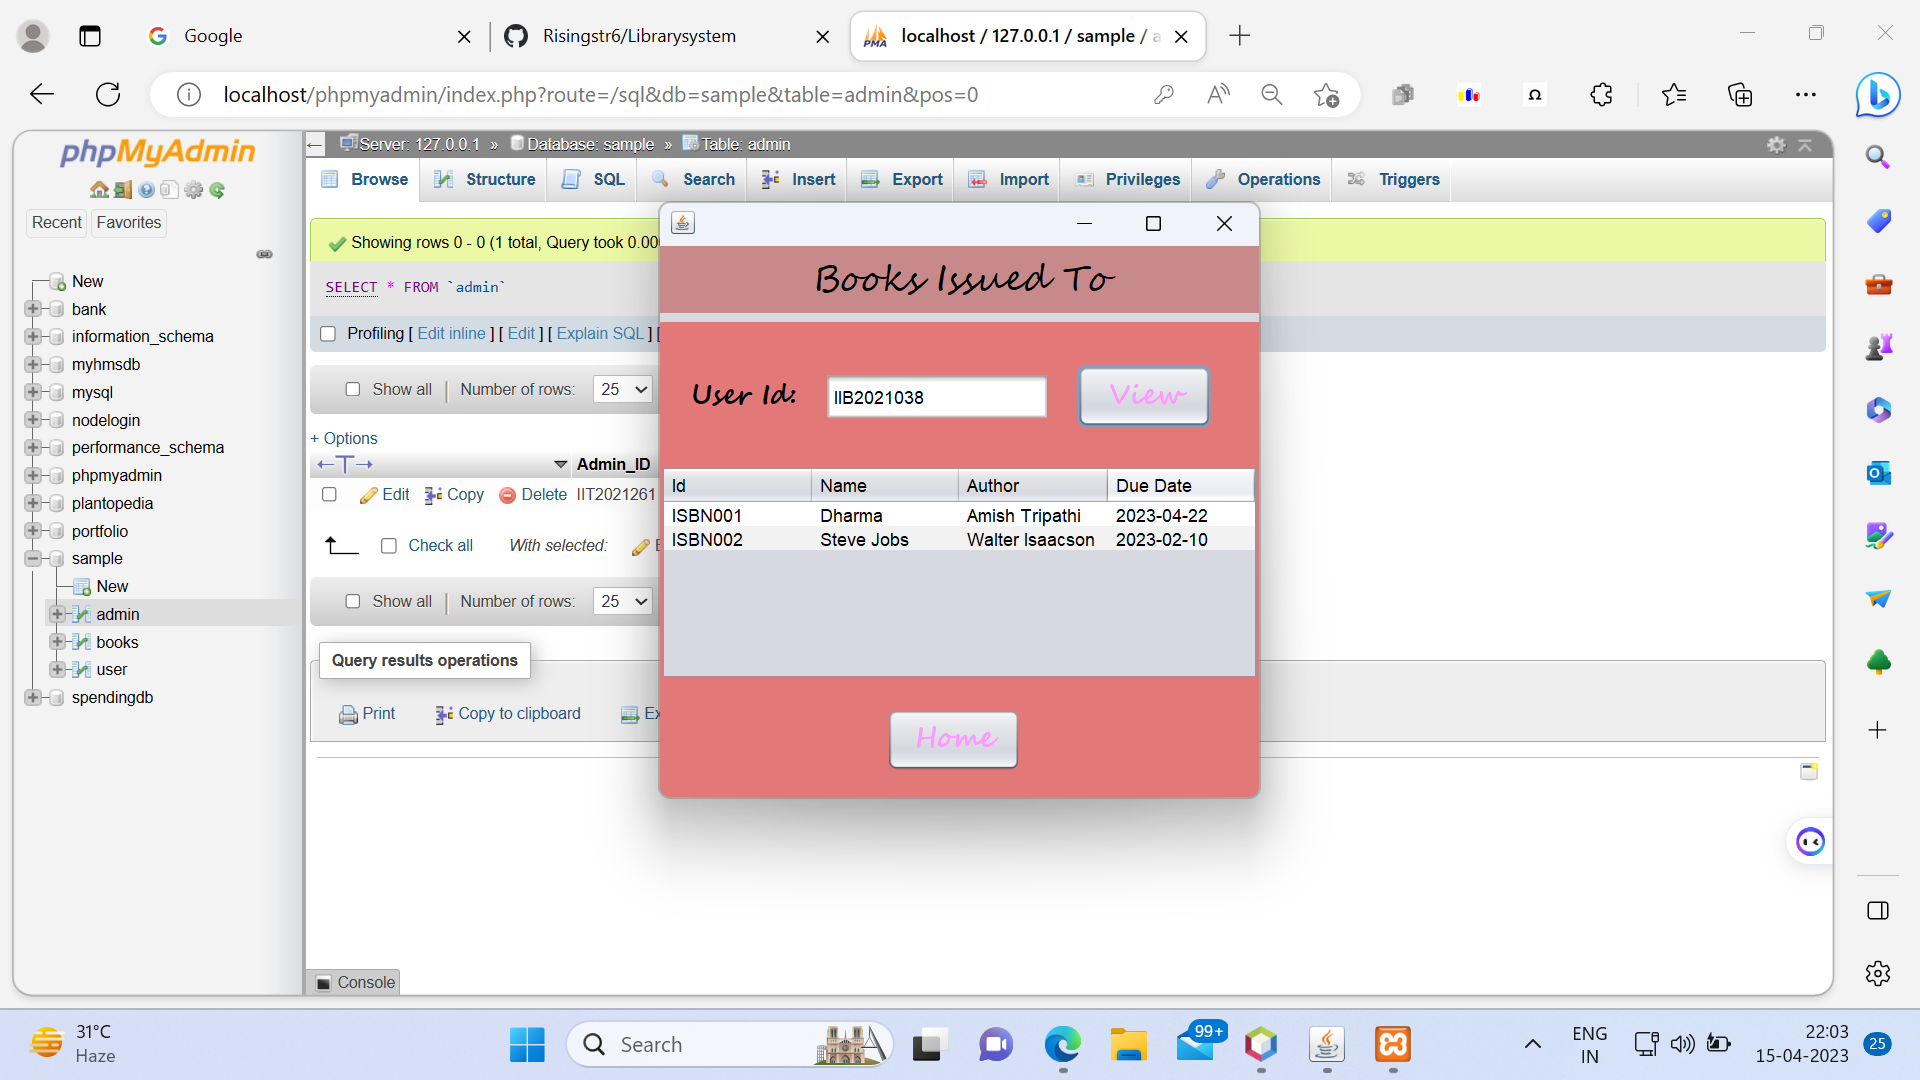 Google
Risingstr6/Librarysystem
localhost / 127.0.0.1 / sample / a
localhost/phpmyadmin/index.php?route=/sql&db=sample&table=admin&pos=0
phpMyAdmin
Recent Favorites
New
bank
information_schema
myhmsdb
mysql
nodelogin
performance_schema
phpmyadmin
plantopedia
portfolio
sample
New
admin
books
user
spendingdb
Server: 127.0.0.1 » Database: sample » Table: admin
Browse Structure SQL Search Insert Export Import Privileges Operations Triggers
Showing rows 0 - 0 (1 total, Query took 0.00
SELECT * FROM `admin`
Profiling [ Edit inline ] [ Edit ] [ Explain SQL ] [
Show all Number of rows: 25
+ Options
Admin_ID
Edit Copy Delete IIT2021261
Check all With selected:
Show all Number of rows: 25
Query results operations
Print Copy to clipboard Ex
Console
Books Issued To
User Id: IIB2021038 View
Id Name Author Due Date
ISBN001 Dharma Amish Tripathi 2023-04-22
ISBN002 Steve Jobs Walter Isaacson 2023-02-10
Home
31°C
Haze
Search
99+
ENG
IN
22:03
15-04-2023
25